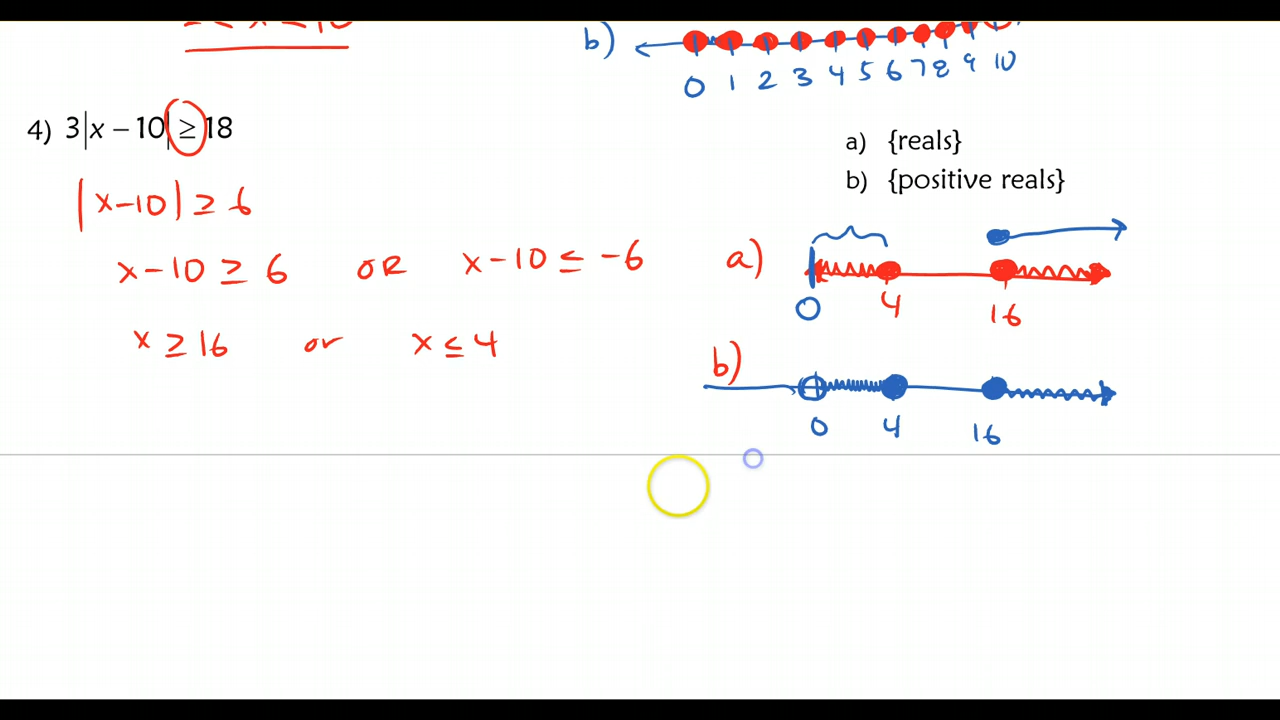 b)
0 1 2 3 4 5 6 7 8 9 10
4) 3|x − 10| ≥ 18
a) {reals}
b) {positive reals}
|x-10| ≥ 6
x-10 ≥ 6 OR x-10 ≤ -6
a)
0 4 16
x ≥ 16 or x ≤ 4
b)
0 4 16